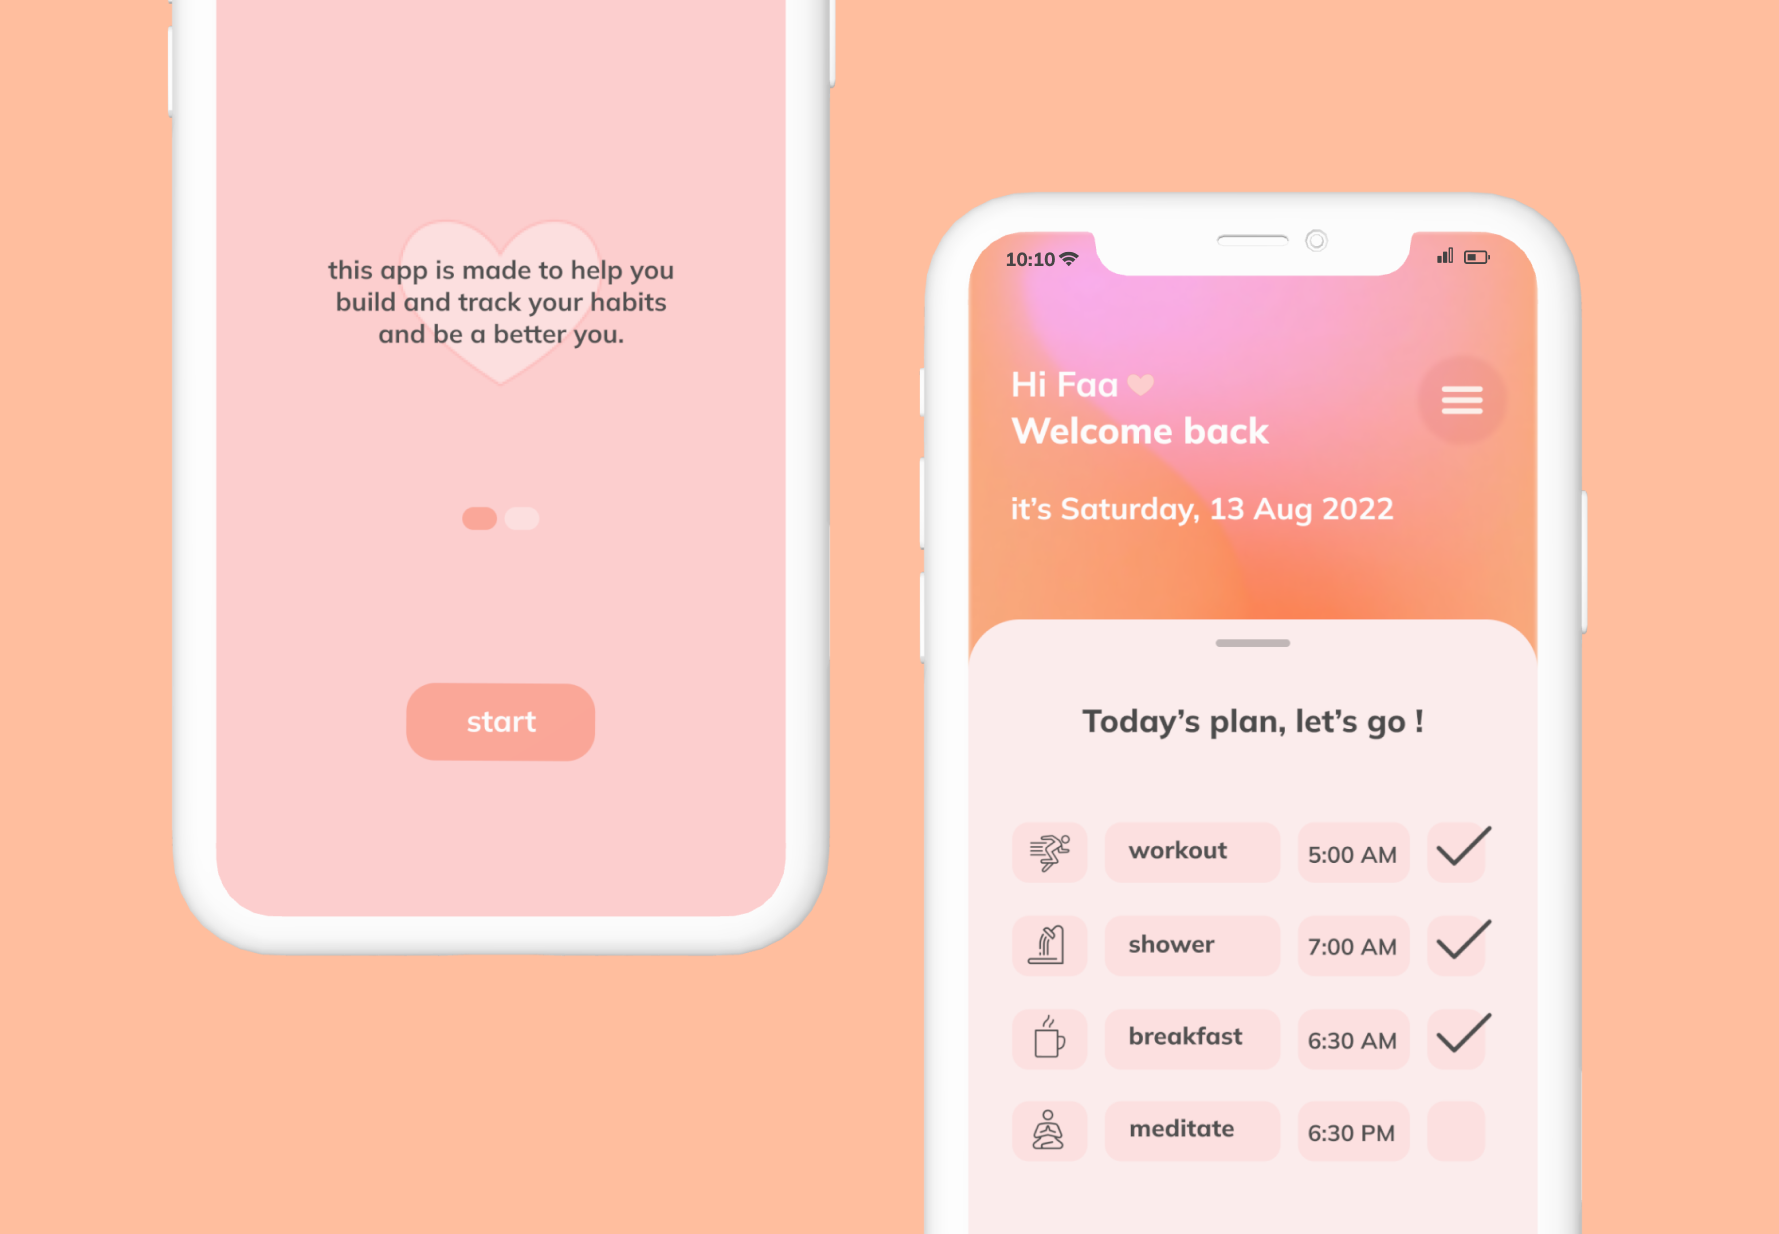 this app is made to help you
build and track your habits
and be a better you.
start
10:10
Hi Faa
Welcome back
it's Saturday, 13 Aug 2022
Today's plan, let's go !
workout 5:00 AM
shower 7:00 AM
breakfast 6:30 AM
meditate 6:30 PM